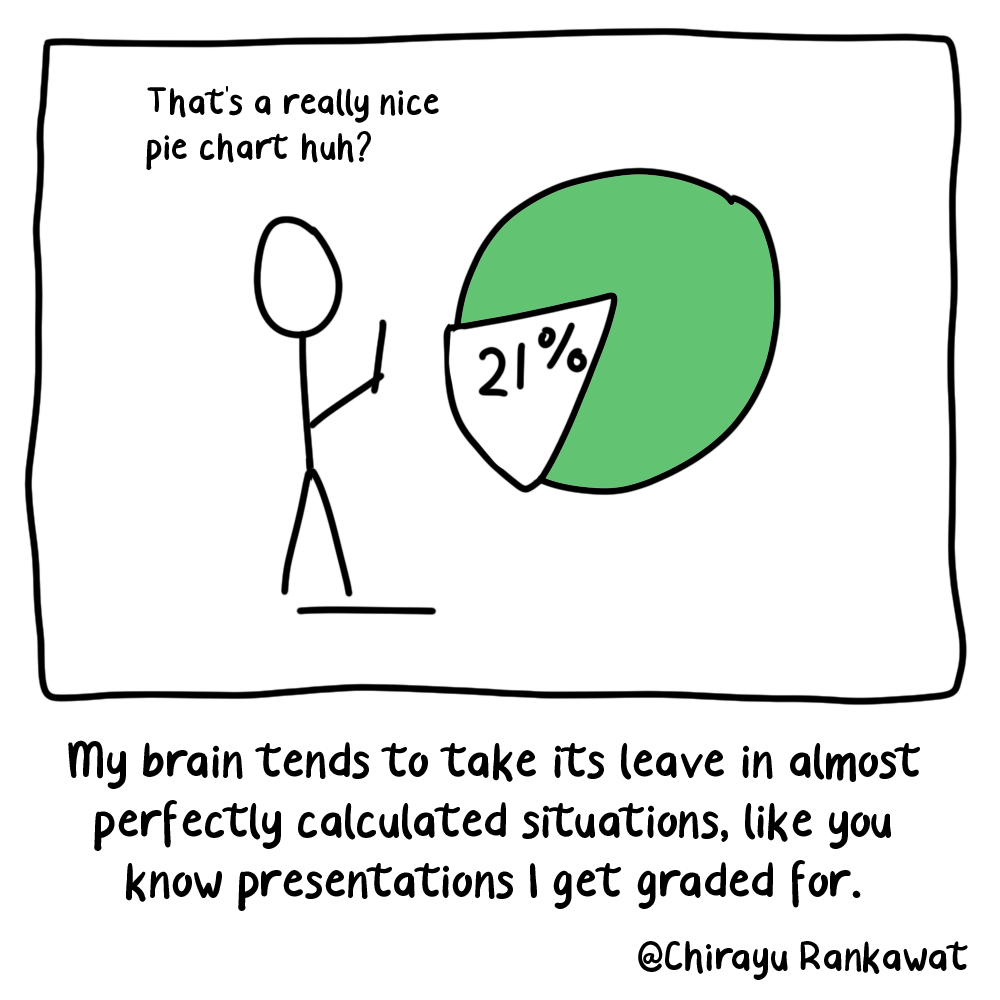 That's a really nice
pie chart huh?
21%
My brain tends to take its leave in almost
perfectly calculated situations, like you
know presentations I get graded for.
@Chirayu Rankawat